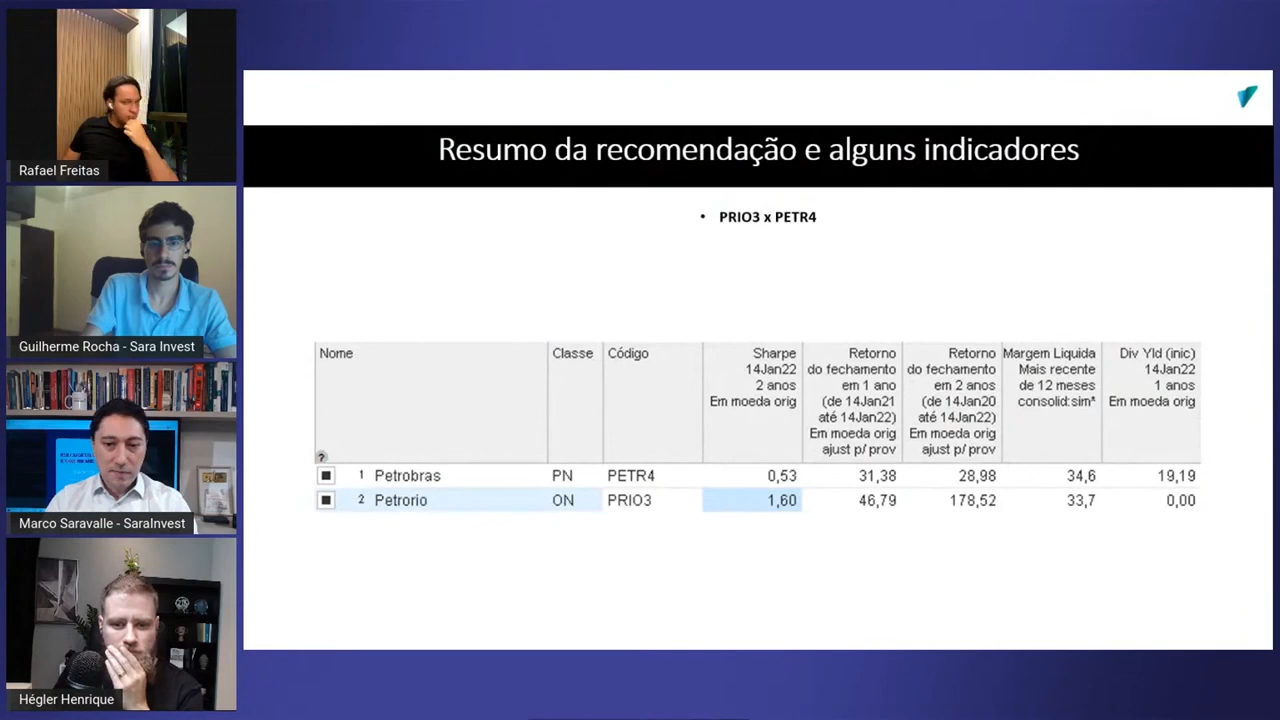 Rafael Freitas
Guilherme Rocha - Sara Invest
Marco Saravalle - SaraInvest
Hégler Henrique
Resumo da recomendação e alguns indicadores
• PRIO3 x PETR4
Nome
Classe
Código
Sharpe
14Jan22
2 anos
Em moeda orig
Retorno
do fechamento
em 1 ano
(de 14Jan21
até 14Jan22)
Em moeda orig
ajust p/ prov
Retorno
do fechamento
em 2 anos
(de 14Jan20
até 14Jan22)
Em moeda orig
ajust p/ prov
Margem Liquida
Mais recente
de 12 meses
consolid:sim*
Div Yld (inic)
14Jan22
1 anos
Em moeda orig
?
1 Petrobras PN PETR4 0,53 31,38 28,98 34,6 19,19
2 Petrorio ON PRIO3 1,60 46,79 178,52 33,7 0,00